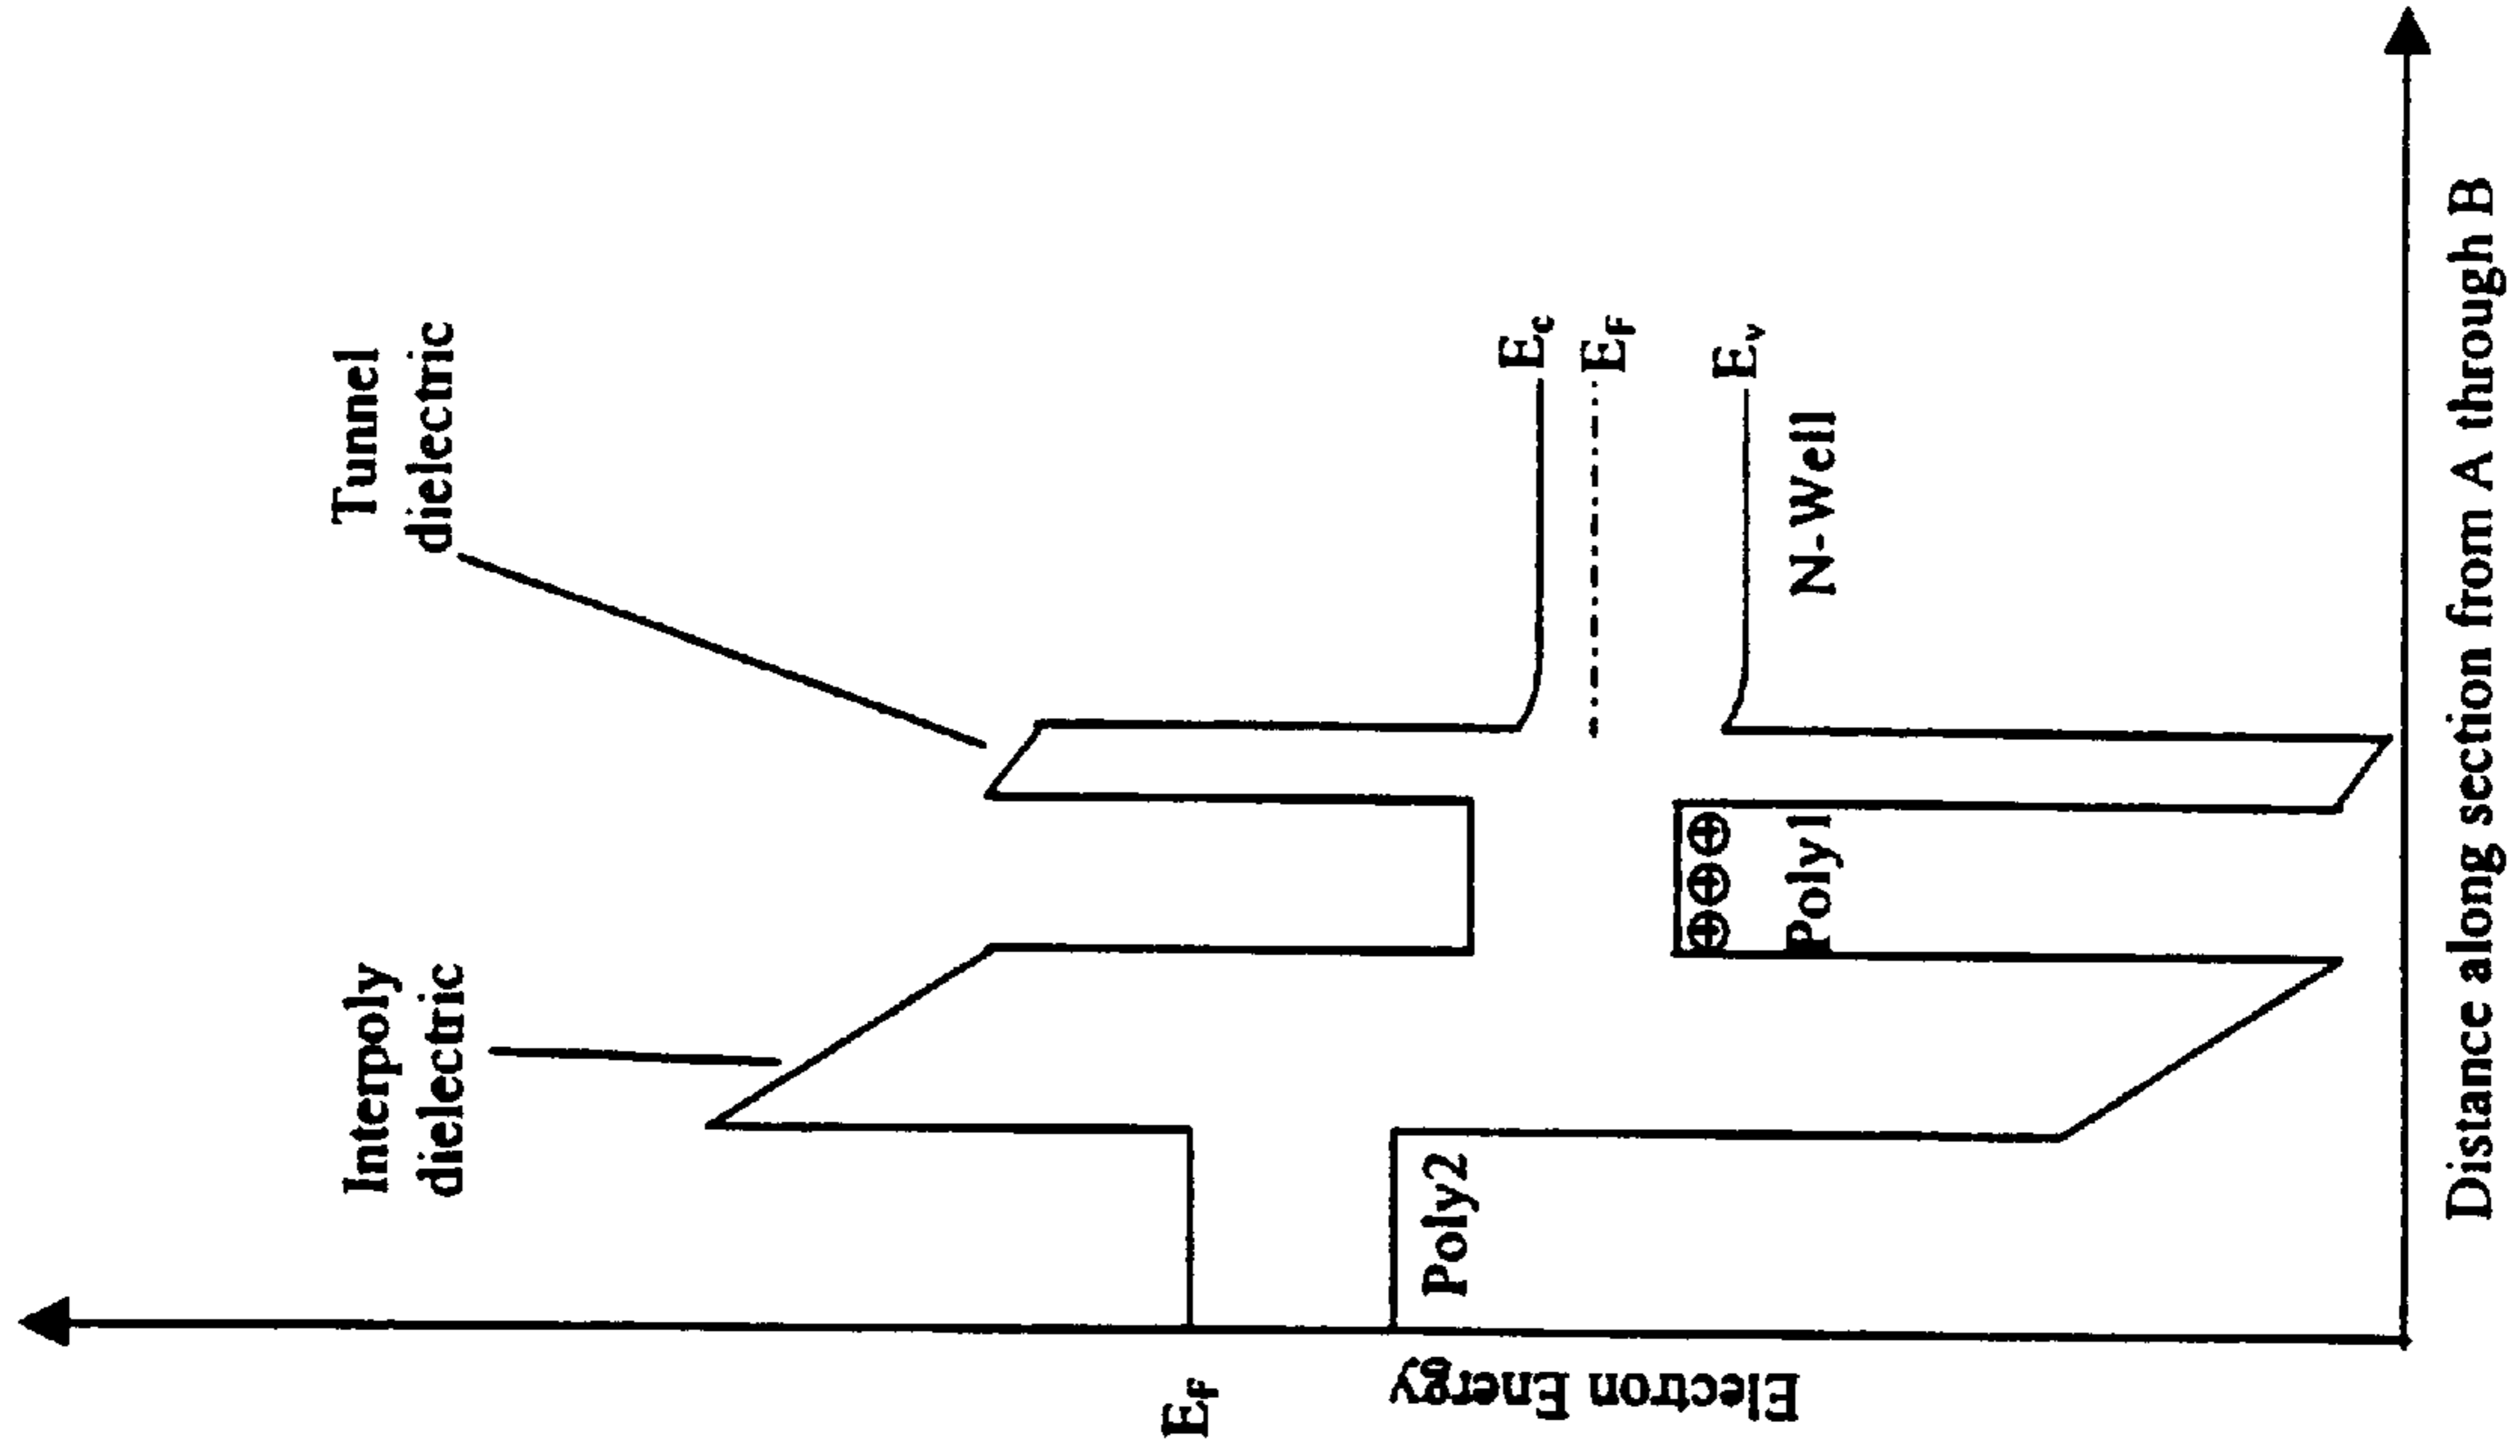 Tunnel
dielectric
Interpoly
dielectric
Ec
EF
Ev
N-Well
Poly1
Poly2
EF
Electron Energy
Distance along section from A through B